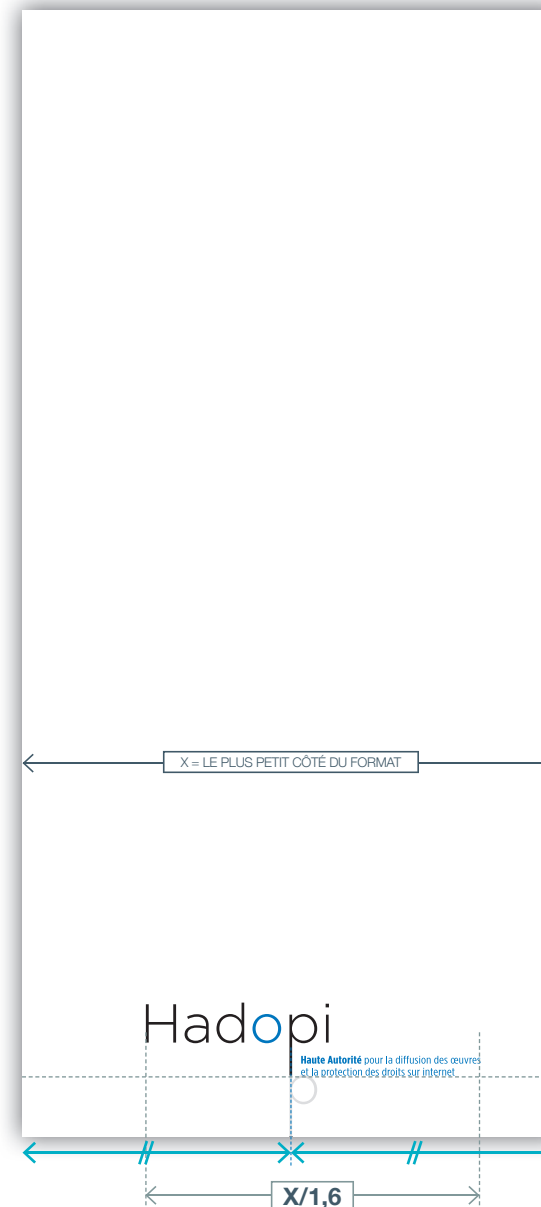 X = LE PLUS PETIT CÔTÉ DU FORMAT
Hadopi
Haute Autorité pour la diffusion des œuvres
et la protection des droits sur internet
X/1,6